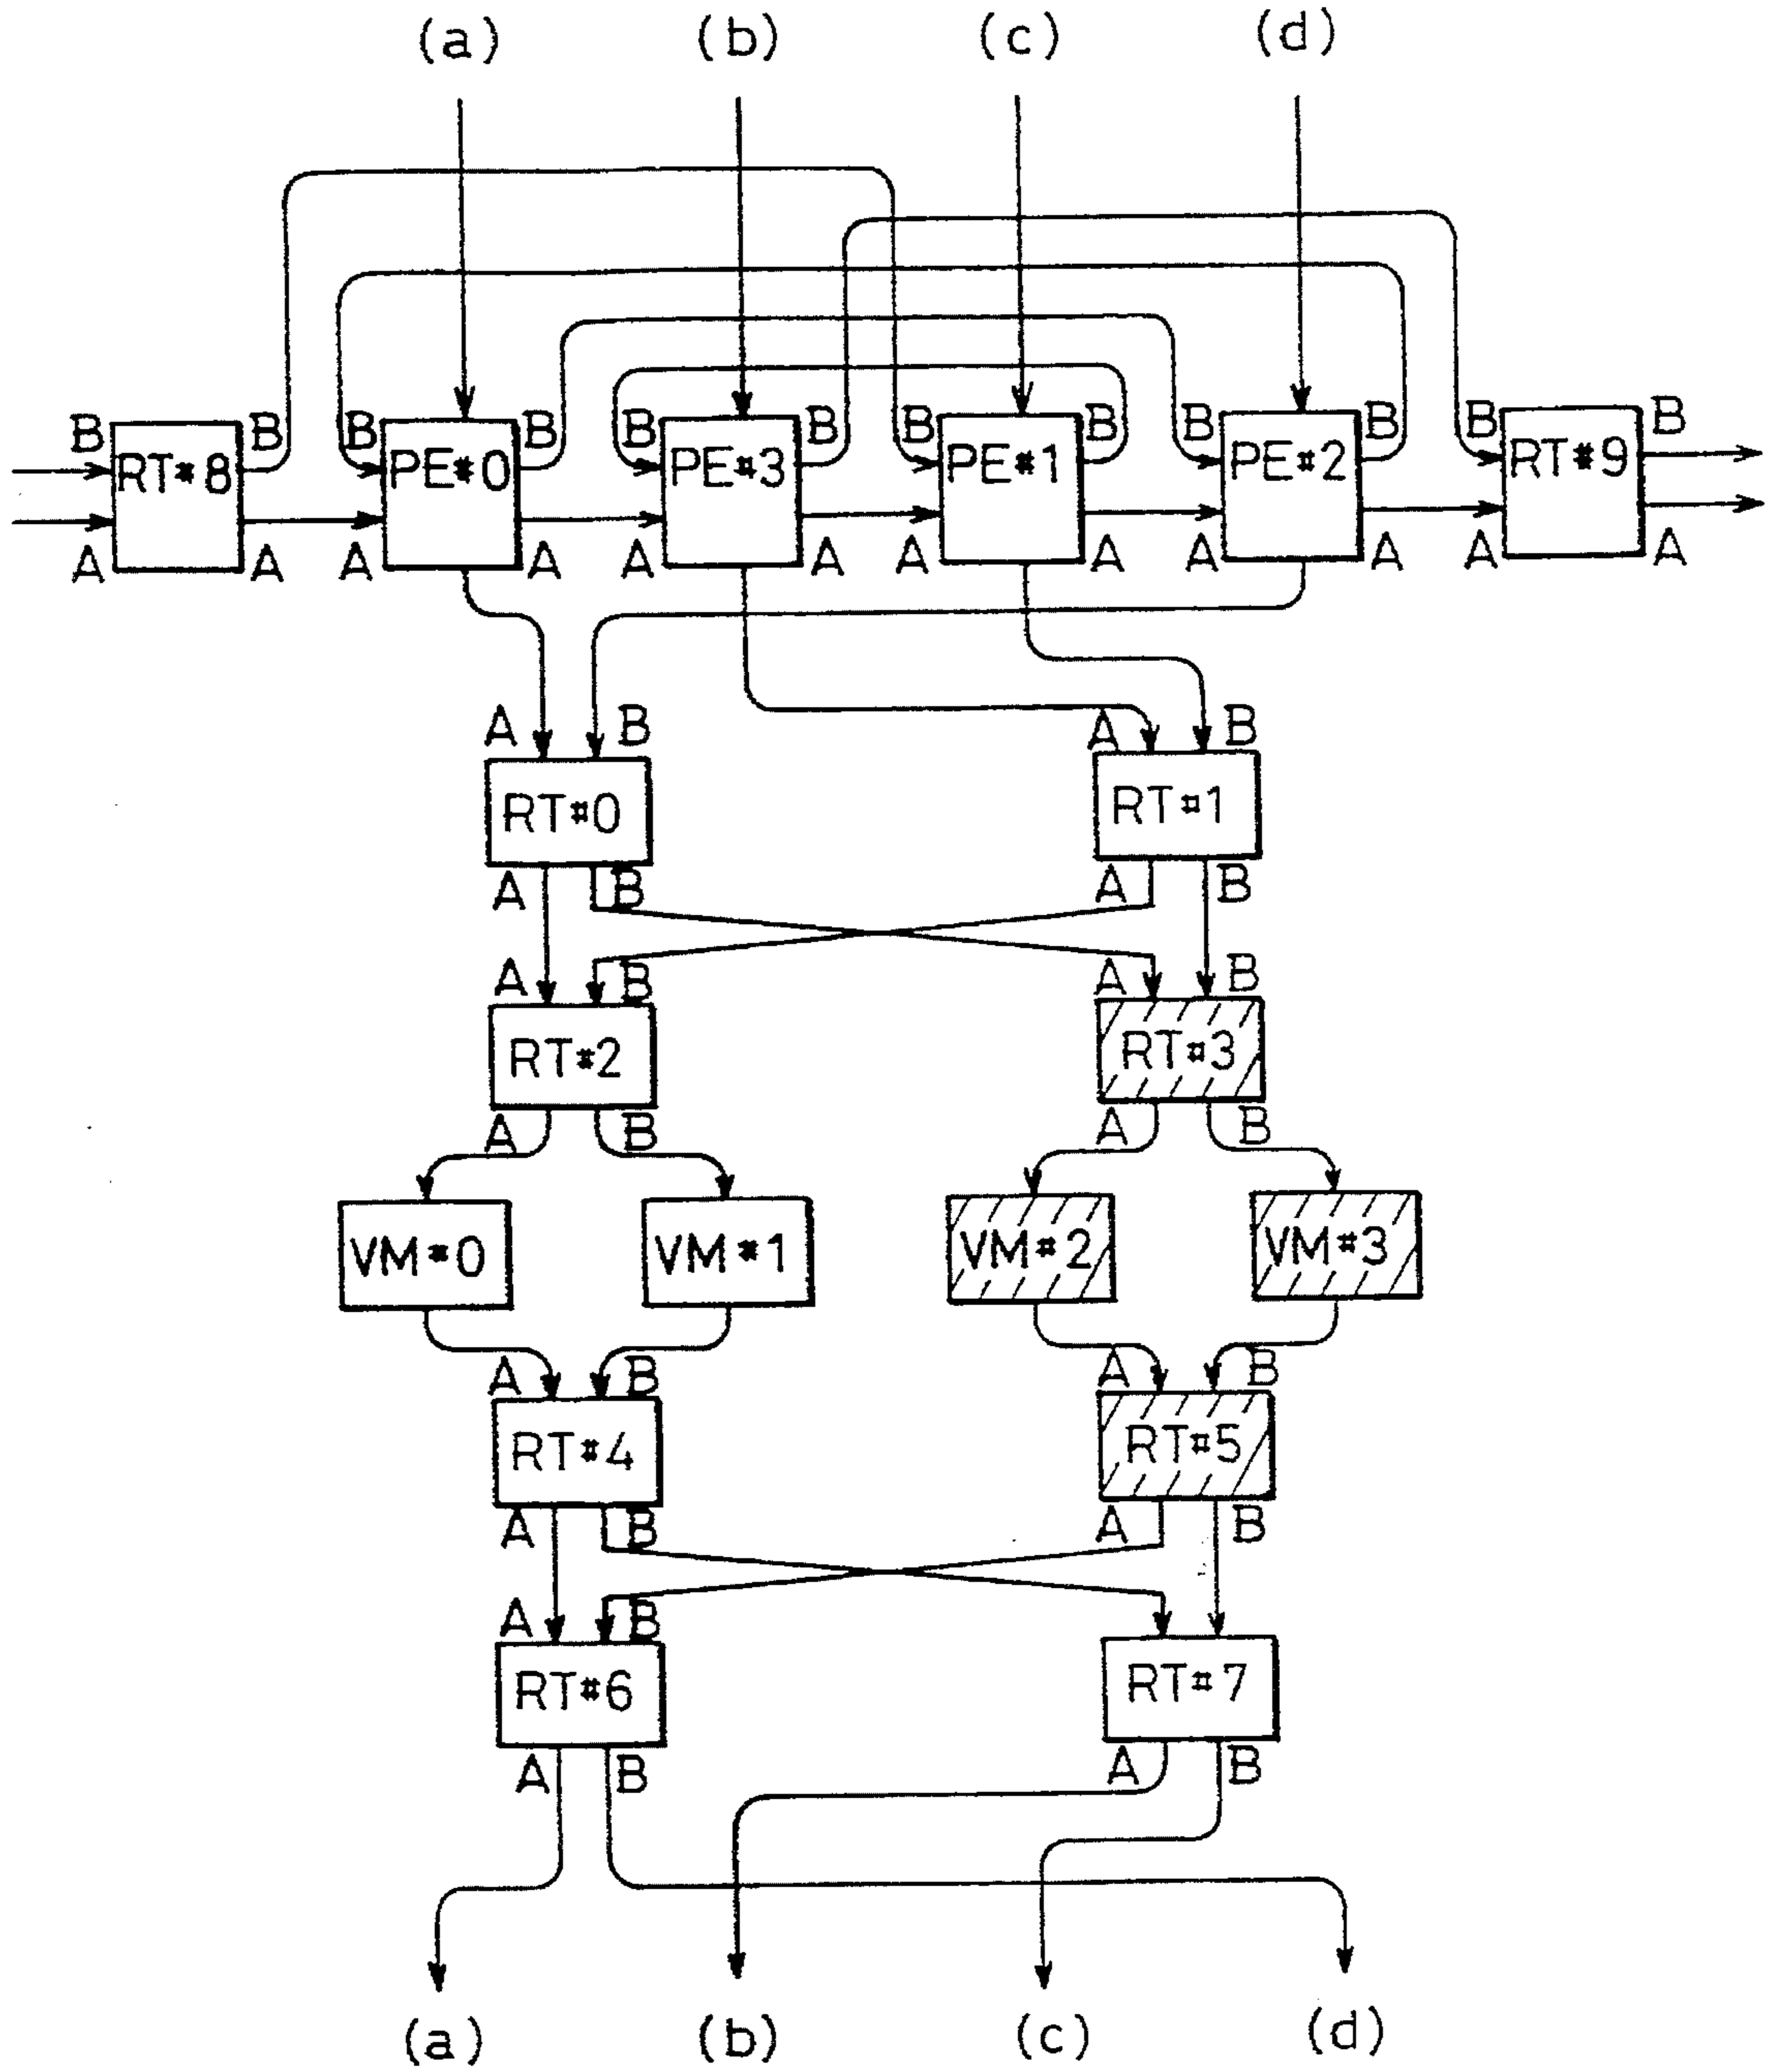 (a) (b) (c) (d)
B B B B B B B B B B B B
RT#8 PE#0 PE#3 PE#1 PE#2 RT#9
A A A A A A A A A A A A
A B A B
RT#0 RT#1
A B A B
A B A B
RT#2 RT#3
A B A B
VM#0 VM#1 VM#2 VM#3
A B A B
RT#4 RT#5
A B A B
A B
RT#6 RT#7
A B A B
(a) (b) (c) (d)